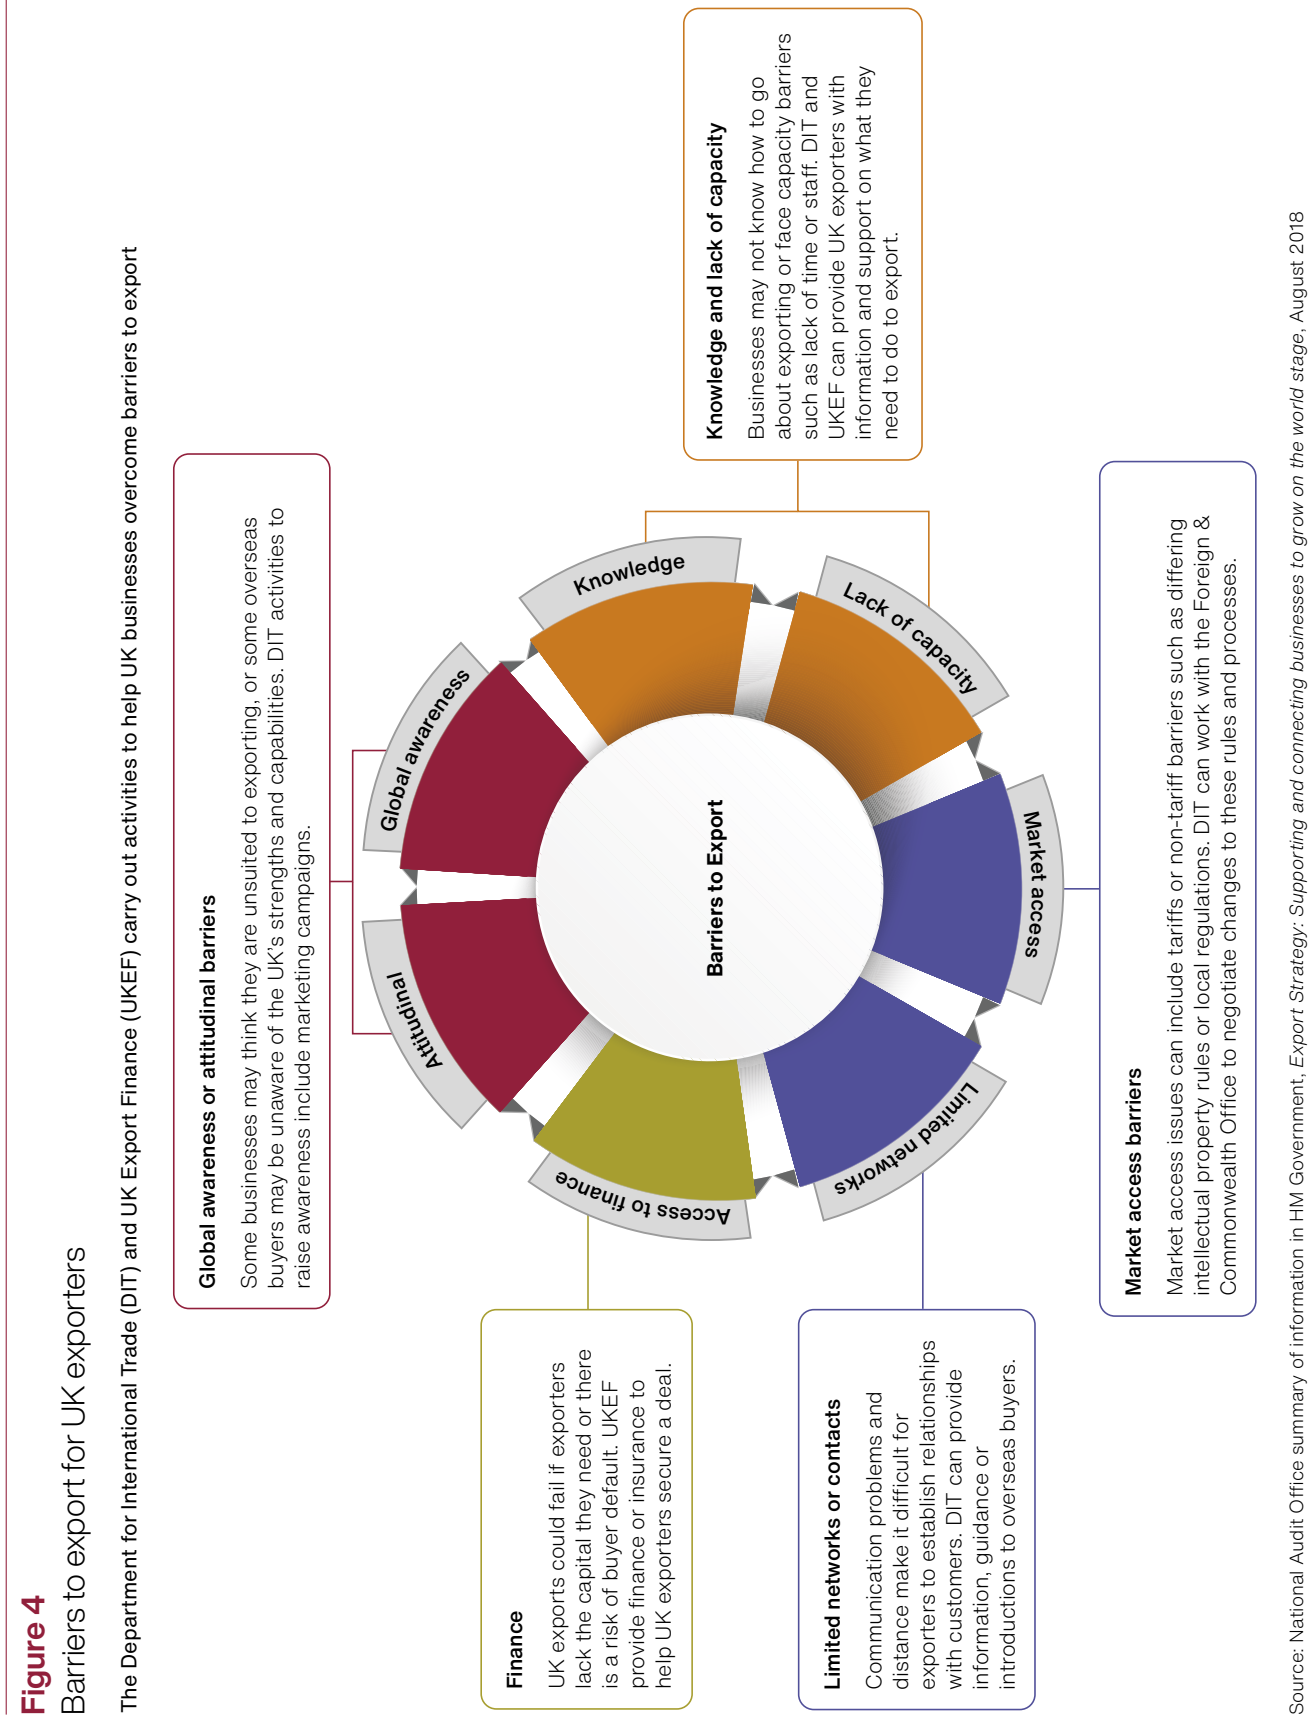 Figure 4
Barriers to export for UK exporters
The Department for International Trade (DIT) and UK Export Finance (UKEF) carry out activities to help UK businesses overcome barriers to export
Global awareness or attitudinal barriers
Some businesses may think they are unsuited to exporting, or some overseas
buyers may be unaware of the UK's strengths and capabilities. DIT activities to
raise awareness include marketing campaigns.
Attitudinal
Global awareness
Finance
UK exports could fail if exporters
lack the capital they need or there
is a risk of buyer default. UKEF
provide finance or insurance to
help UK exporters secure a deal.
Access to finance
Knowledge
Knowledge and lack of capacity
Businesses may not know how to go
about exporting or face capacity barriers
such as lack of time or staff. DIT and
UKEF can provide UK exporters with
information and support on what they
need to do to export.
Barriers to Export
Limited networks or contacts
Communication problems and
distance make it difficult for
exporters to establish relationships
with customers. DIT can provide
information, guidance or
introductions to overseas buyers.
Limited networks
Lack of capacity
Market access
Market access barriers
Market access issues can include tariffs or non-tariff barriers such as differing
intellectual property rules or local regulations. DIT can work with the Foreign &
Commonwealth Office to negotiate changes to these rules and processes.
Source: National Audit Office summary of information in HM Government, Export Strategy: Supporting and connecting businesses to grow on the world stage, August 2018